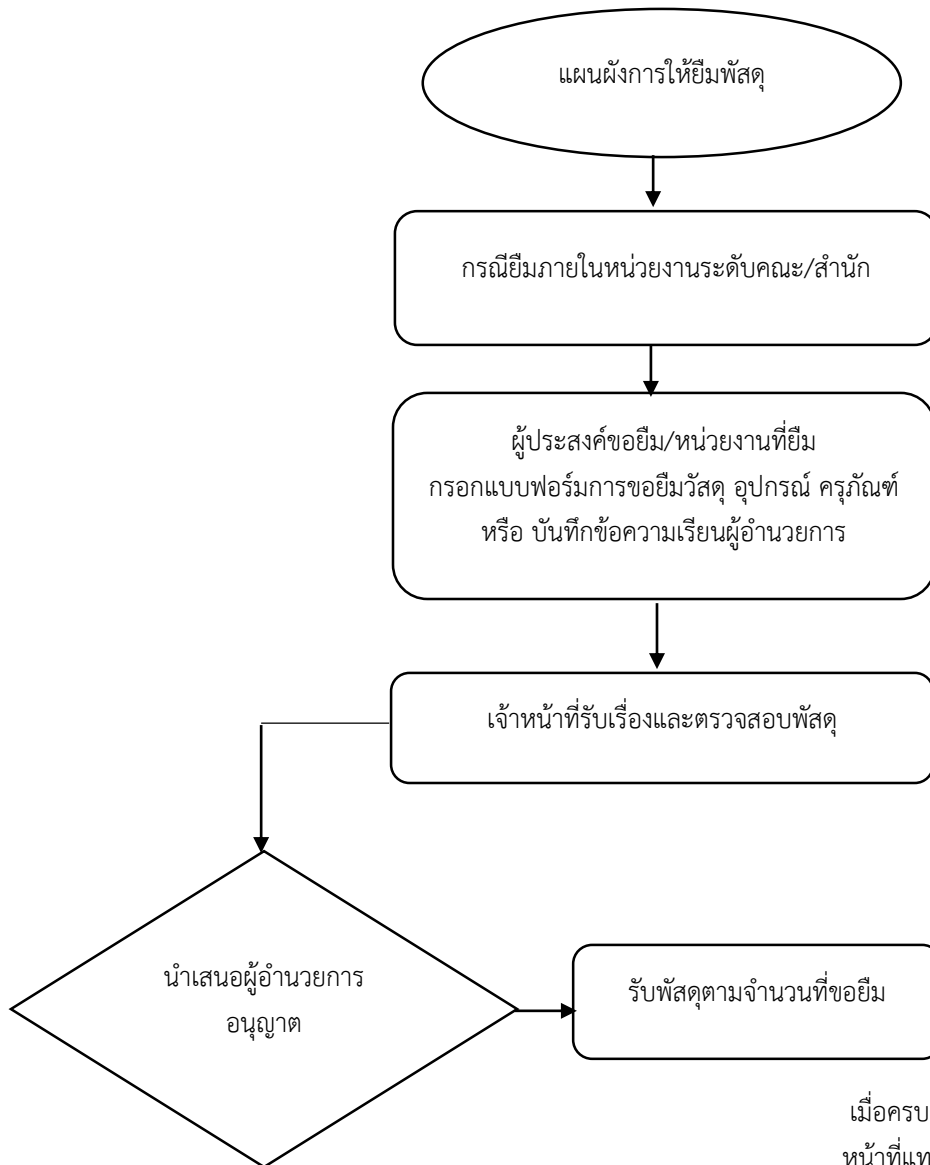 แผนผังการให้ยืมพัสดุ
กรณียืมภายในหน่วยงานระดับคณะ/สำนัก
ผู้ประสงค์ขอยืม/หน่วยงานที่ยืม
กรอกแบบฟอร์มการขอยืมวัสดุ อุปกรณ์ ครุภัณฑ์
หรือ บันทึกข้อความเรียนผู้อำนวยการ
เจ้าหน้าที่รับเรื่องและตรวจสอบพัสดุ
นำเสนอผู้อำนวยการ
อนุญาต
รับพัสดุตามจำนวนที่ขอยืม
เมื่อครบ
หน้าที่แท